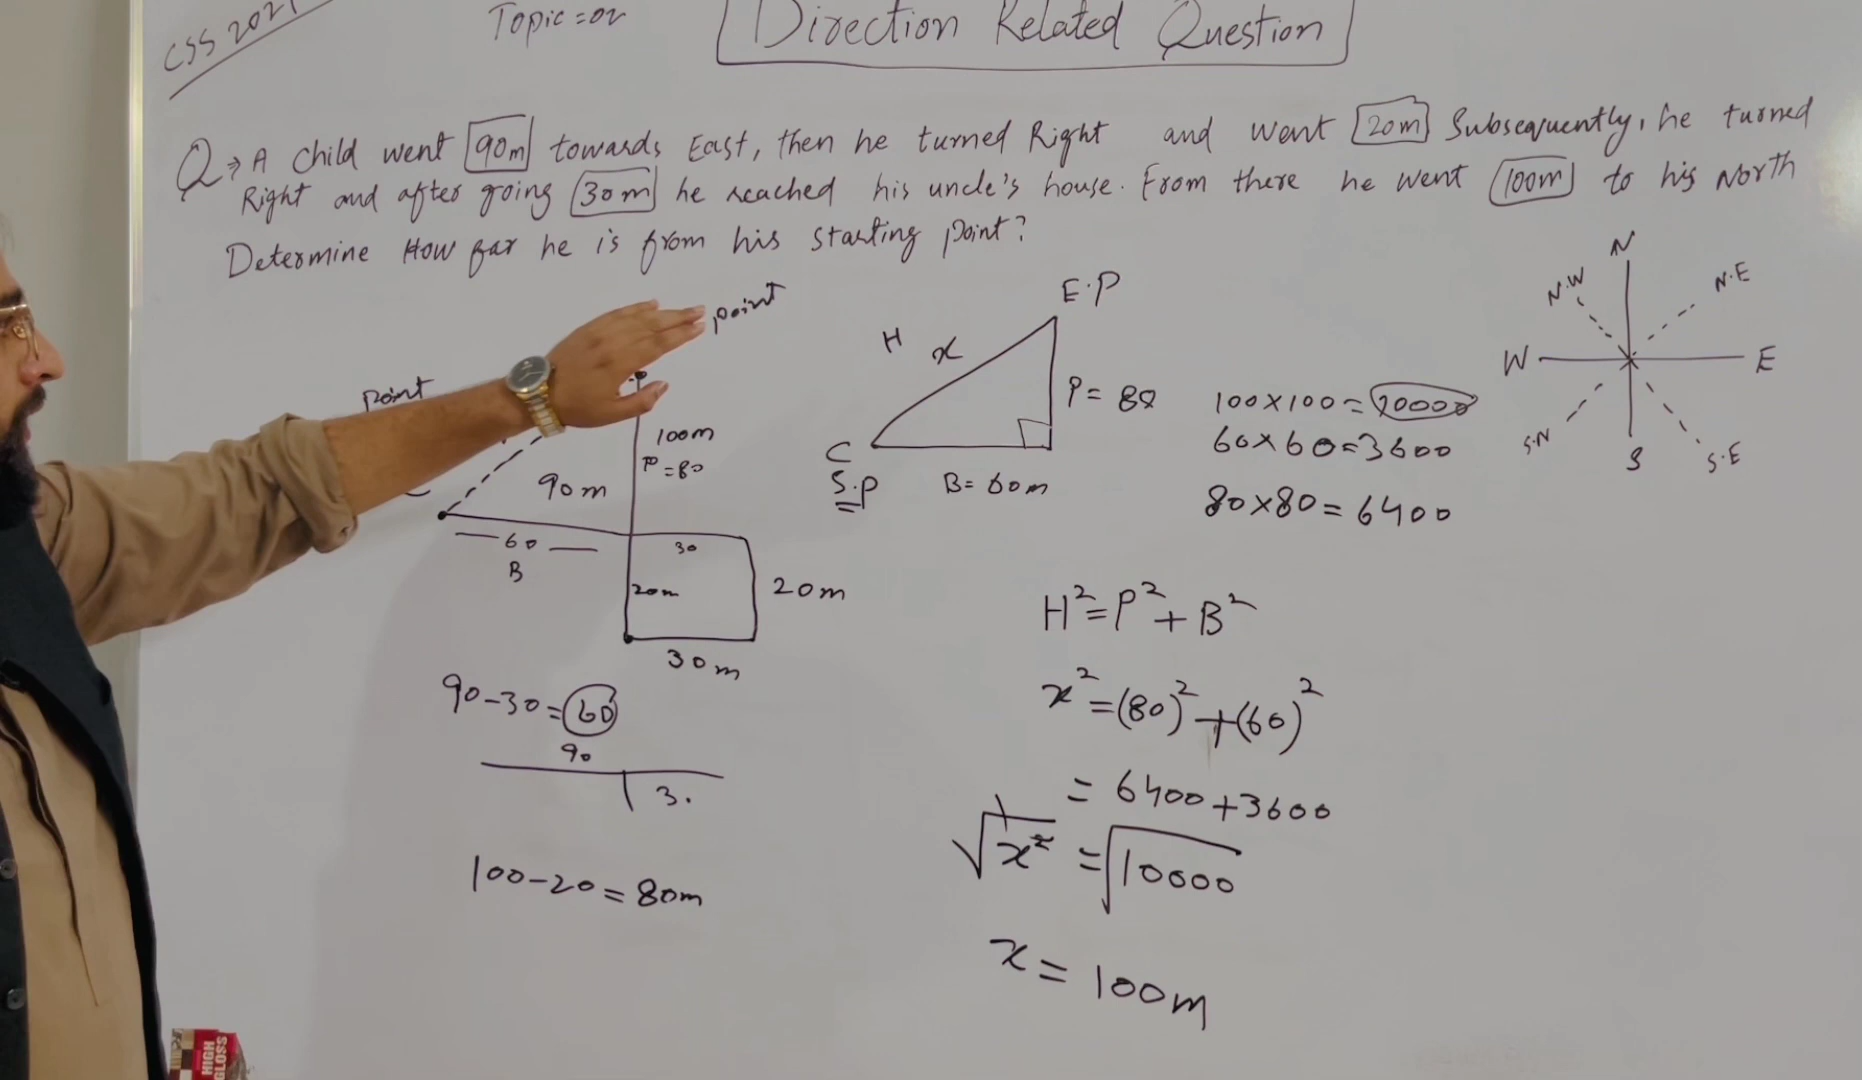 CSS 2021
Topic = 02
Direction Related Question
Q⇒ A child went 90m towards East, then he turned Right and went 20m Subsequently, he turned
Right and after going 30m he reached his uncle's house. From there he went 100m to his North
Determine How far he is from his starting point?
point
point
100m
P=80
90m
60
B
30
20m
20m
30m
90-30=60
90
3.
100-20=80m
E.P
H
x
P=80
C
S.P
B=60m
100×100=10000
60×60=3600
80×80=6400
H²=P²+B²
x²=(80)²+(60)²
=6400+3600
√x²=√10000
x=100m
N
N.W
N.E
W
E
S.N
S
S.E
HIGH
GLOSS